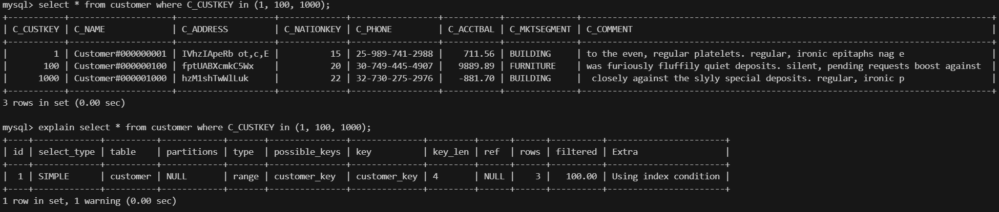 mysql> select * from customer where C_CUSTKEY in (1, 100, 1000);
+-----------+--------------------+-------------------+-------------+-----------------+-----------+--------------+--------------------------------------------------------------------------------+
| C_CUSTKEY | C_NAME             | C_ADDRESS         | C_NATIONKEY | C_PHONE         | C_ACCTBAL | C_MKTSEGMENT | C_COMMENT                                                                      |
+-----------+--------------------+-------------------+-------------+-----------------+-----------+--------------+--------------------------------------------------------------------------------+
|         1 | Customer#000000001 | IVhzIApeRb ot,c,E |          15 | 25-989-741-2988 |    711.56 | BUILDING     | to the even, regular platelets. regular, ironic epitaphs nag e                 |
|       100 | Customer#000000100 | fptUABXcmkC5Wx    |          20 | 30-749-445-4907 |   9889.89 | FURNITURE    | was furiously fluffily quiet deposits. silent, pending requests boost against  |
|      1000 | Customer#000001000 | hzM1shTwWlLuk     |          22 | 32-730-275-2976 |   -881.70 | BUILDING     |  closely against the slyly special deposits. regular, ironic p                 |
+-----------+--------------------+-------------------+-------------+-----------------+-----------+--------------+--------------------------------------------------------------------------------+
3 rows in set (0.00 sec)
mysql> explain select * from customer where C_CUSTKEY in (1, 100, 1000);
+----+-------------+----------+------------+-------+---------------+--------------+---------+------+------+----------+-----------------------+
| id | select_type | table    | partitions | type  | possible_keys | key          | key_len | ref  | rows | filtered | Extra                 |
+----+-------------+----------+------------+-------+---------------+--------------+---------+------+------+----------+-----------------------+
|  1 | SIMPLE      | customer | NULL       | range | customer_key  | customer_key | 4       | NULL |    3 |   100.00 | Using index condition |
+----+-------------+----------+------------+-------+---------------+--------------+---------+------+------+----------+-----------------------+
1 row in set, 1 warning (0.00 sec)